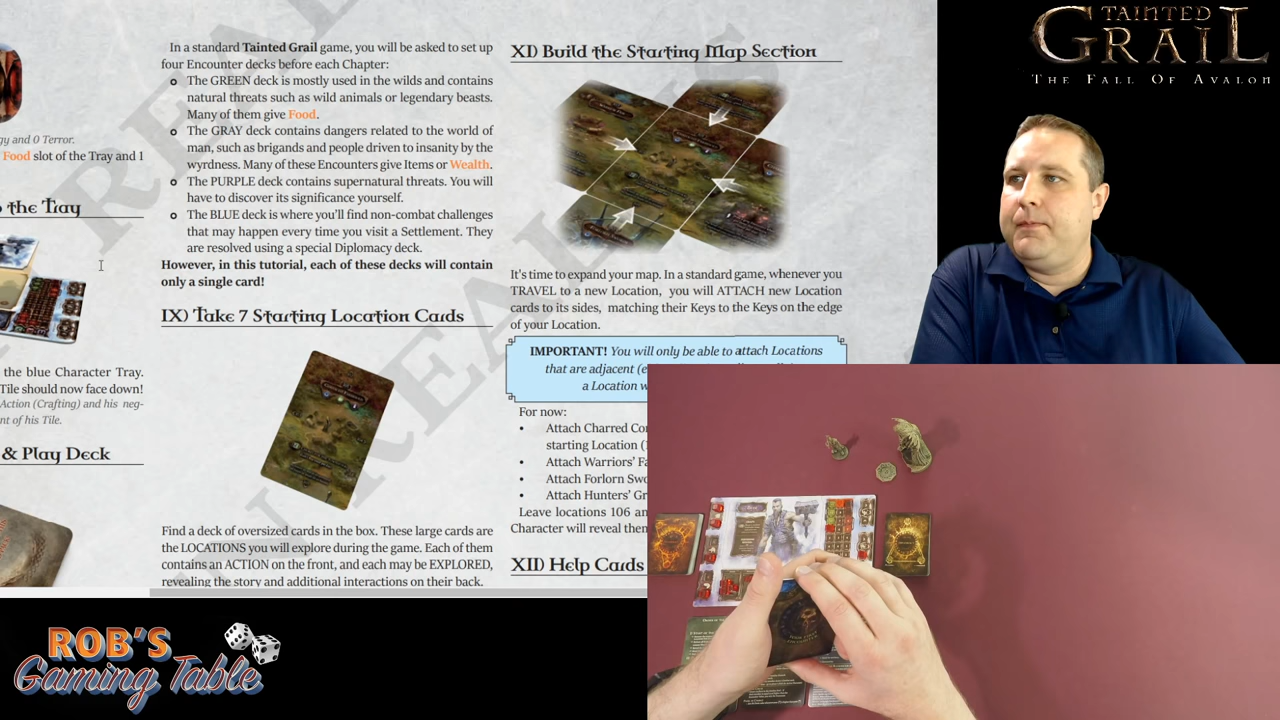 gy and 0 Terror.
Food slot of the Tray and 1
o the Tray
the blue Character Tray.
Tile should now face down!
Action (Crafting) and his neg-
nt of his Tile.
& Play Deck
In a standard Tainted Grail game, you will be asked to set up
four Encounter decks before each Chapter:
o The GREEN deck is mostly used in the wilds and contains
natural threats such as wild animals or legendary beasts.
Many of them give Food.
o The GRAY deck contains dangers related to the world of
man, such as brigands and people driven to insanity by the
wyrdness. Many of these Encounters give Items or Wealth.
o The PURPLE deck contains supernatural threats. You will
have to discover its significance yourself.
o The BLUE deck is where you'll find non-combat challenges
that may happen every time you visit a Settlement. They
are resolved using a special Diplomacy deck.
However, in this tutorial, each of these decks will contain
only a single card!
IX) Take 7 Starting Location Cards
Find a deck of oversized cards in the box. These large cards are
the LOCATIONS you will explore during the game. Each of them
contains an ACTION on the front, and each may be EXPLORED,
revealing the story and additional interactions on their back.
XI) Build the Starting Map Section
It's time to expand your map. In a standard game, whenever you
TRAVEL to a new Location, you will ATTACH new Location
cards to its sides, matching their Keys to the Keys on the edge
of your Location.
IMPORTANT! You will only be able to attach Locations
that are adjacent (e
a Location w
For now:
• Attach Charred Con
starting Location (
• Attach Warriors' Fa
• Attach Forlorn Swo
• Attach Hunters' Gr
Leave locations 106 an
Character will reveal them
XII) Help Cards
TAINTED
GRAIL
THE FALL OF AVALON
ROB'S
Gaming Table